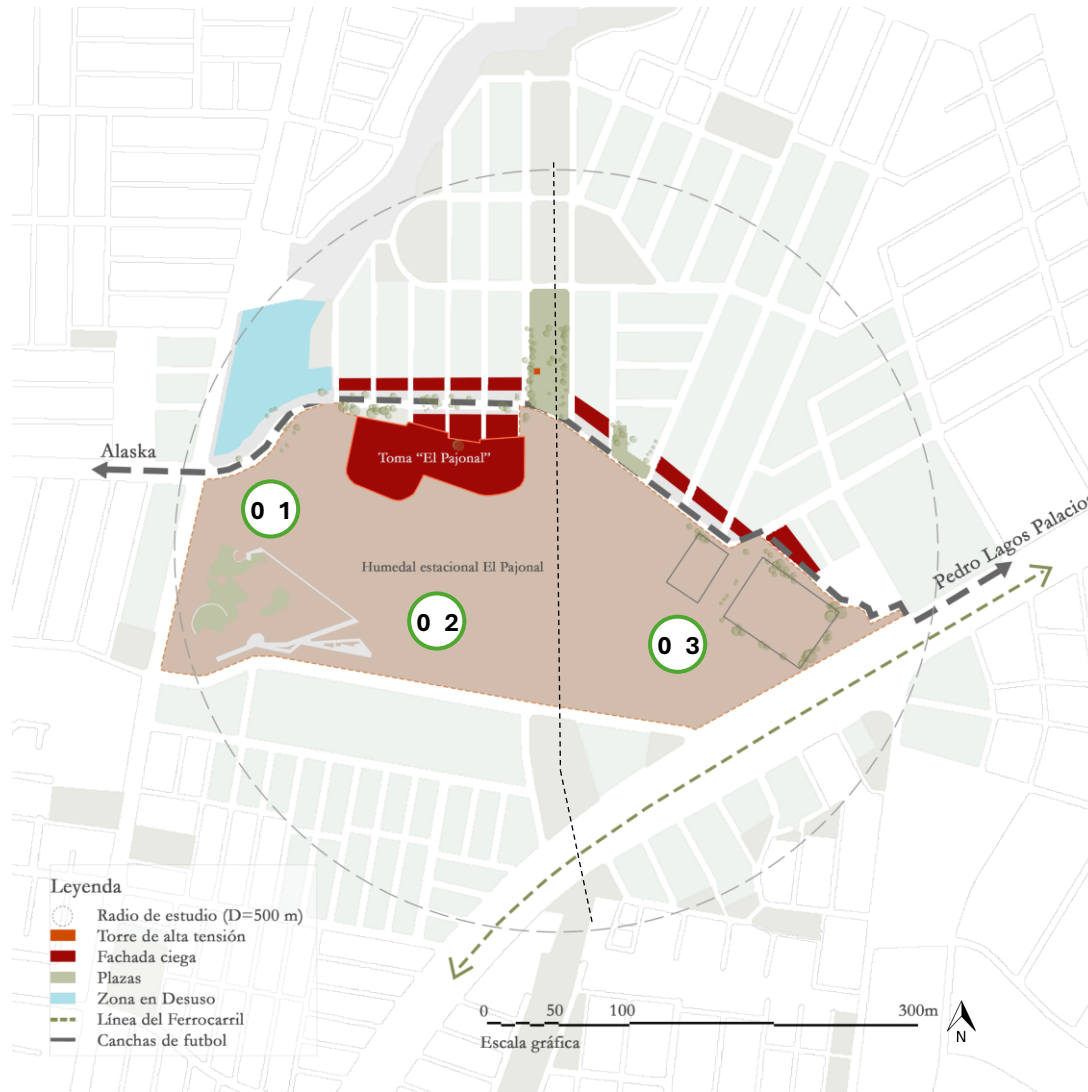 Alaska
Toma “El Pajonal”
0 1
Humedal estacional El Pajonal
0 2
0 3
Pedro Lagos Palacios
Leyenda
Radio de estudio (D=500 m)
Torre de alta tensión
Fachada ciega
Plazas
Zona en Desuso
Línea del Ferrocarril
Canchas de futbol
0 50 100 300m
Escala gráfica
N